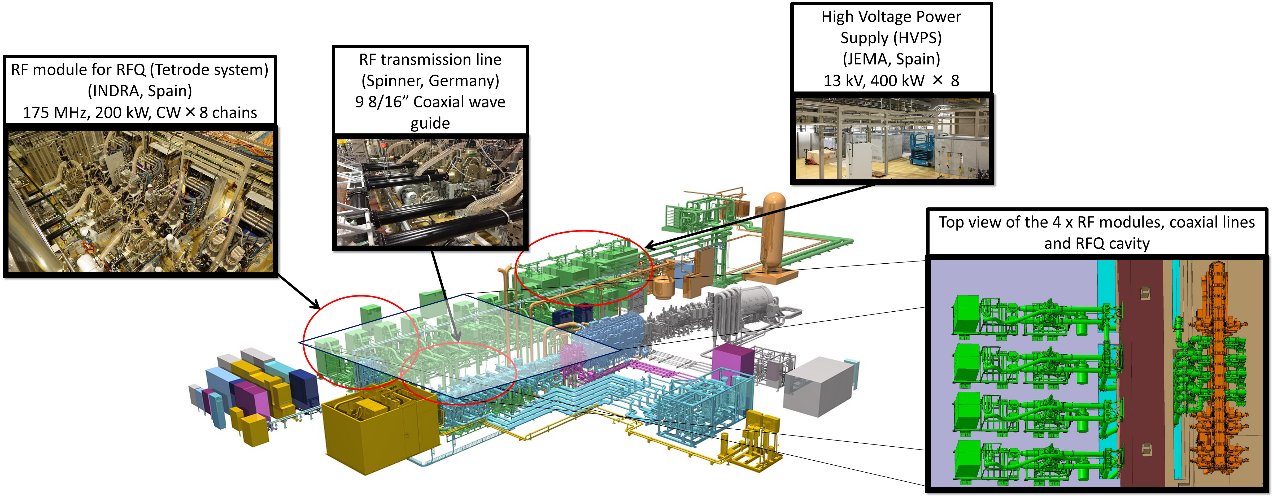 RF module for RFQ (Tetrode system)
(INDRA, Spain)
175 MHz, 200 kW, CW × 8 chains
RF transmission line
(Spinner, Germany)
9 8/16” Coaxial wave
guide
High Voltage Power
Supply (HVPS)
(JEMA, Spain)
13 kV, 400 kW × 8
Top view of the 4 x RF modules, coaxial lines
and RFQ cavity